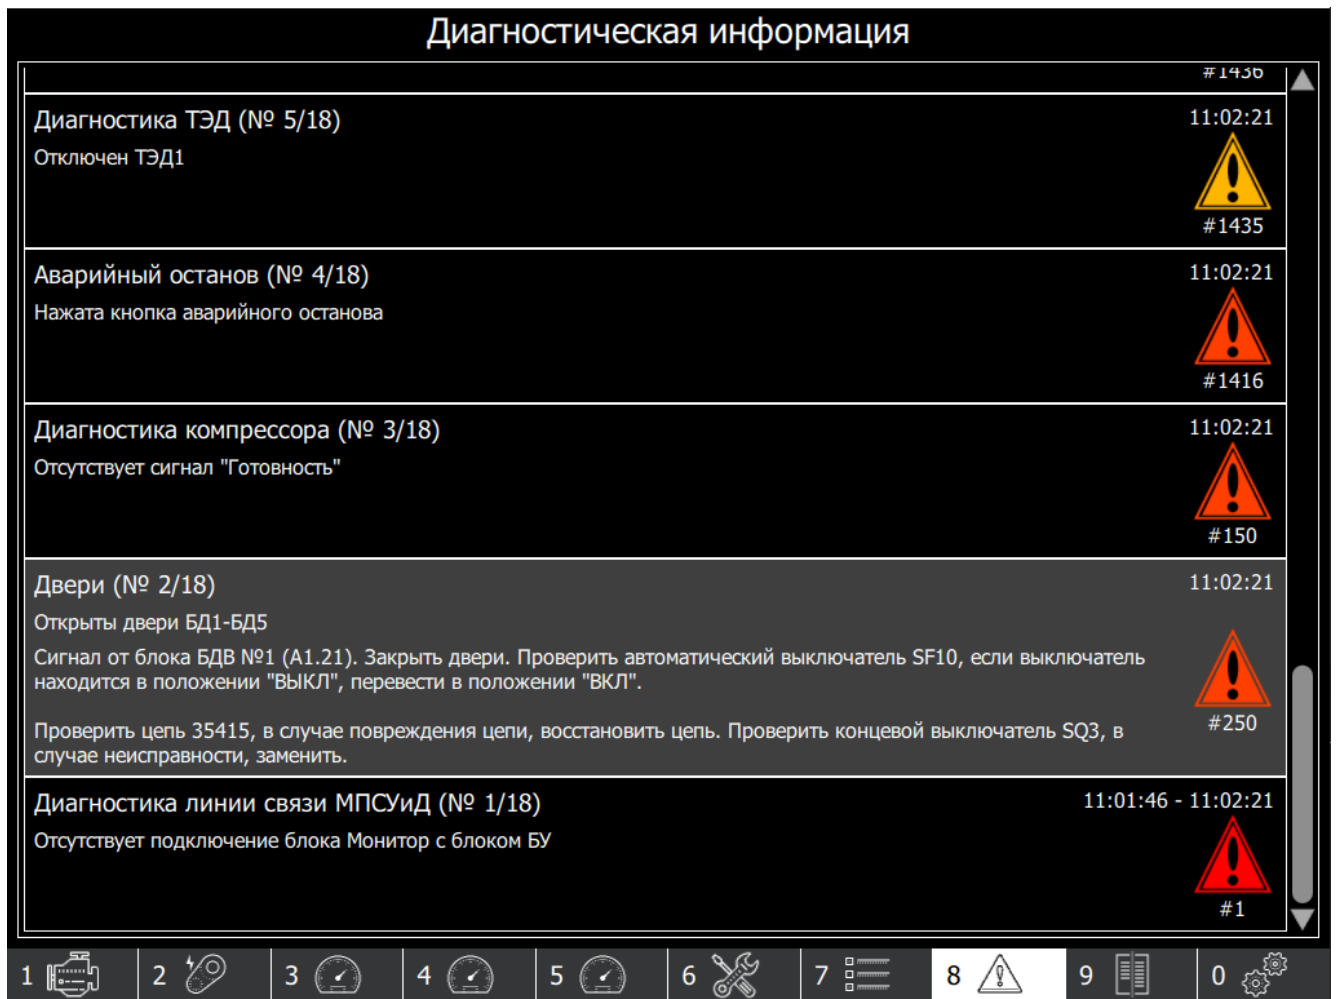 Диагностическая информация
#1436
Диагностика ТЭД (№ 5/18)
11:02:21
Отключен ТЭД1
#1435
Аварийный останов (№ 4/18)
11:02:21
Нажата кнопка аварийного останова
#1416
Диагностика компрессора (№ 3/18)
11:02:21
Отсутствует сигнал "Готовность"
#150
Двери (№ 2/18)
11:02:21
Открыты двери БД1-БД5
Сигнал от блока БДВ №1 (А1.21). Закрыть двери. Проверить автоматический выключатель SF10, если выключатель
находится в положении "ВЫКЛ", перевести в положении "ВКЛ".
Проверить цепь 35415, в случае повреждения цепи, восстановить цепь. Проверить концевой выключатель SQ3, в
случае неисправности, заменить.
#250
Диагностика линии связи МПСУиД (№ 1/18)
11:01:46 - 11:02:21
Отсутствует подключение блока Монитор с блоком БУ
#1
1 2 3 4 5 6 7 8 9 0